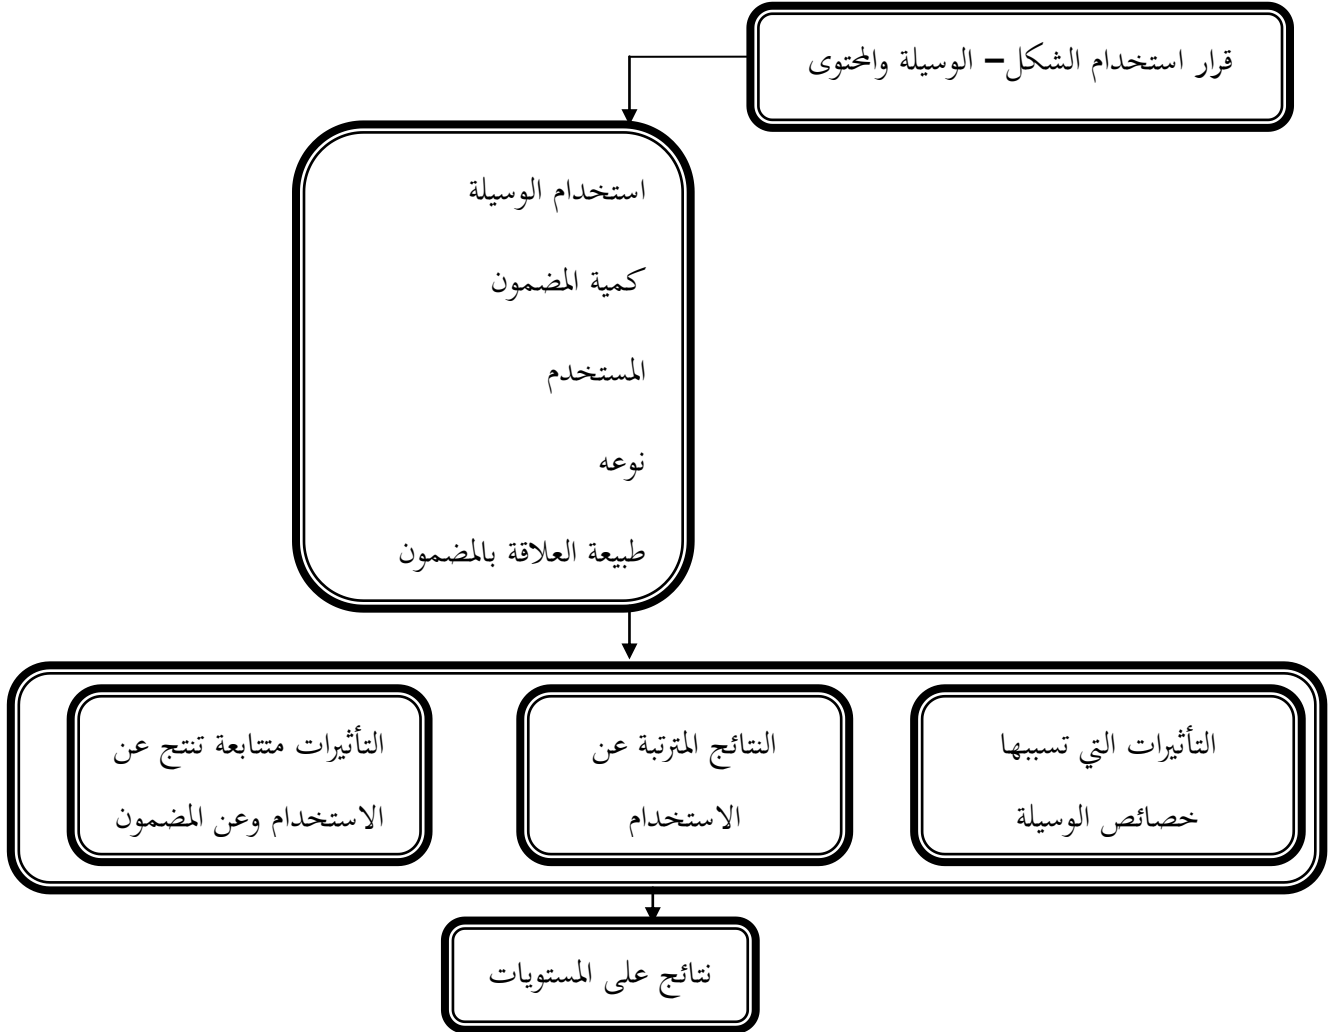 قرار استخدام الشكل– الوسيلة والمحتوى
استخدام الوسيلة
كمية المضمون
المستخدم
نوعه
طبيعة العلاقة بالمضمون
التأثيرات التي تسببها
خصائص الوسيلة
النتائج المترتبة عن
الاستخدام
التأثيرات متتابعة تنتج عن
الاستخدام وعن المضمون
نتائج على المستويات